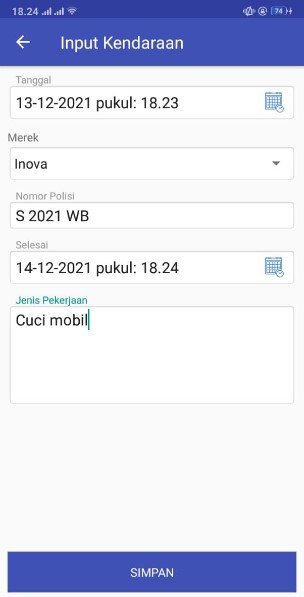 18.24 74
Input Kendaraan
Tanggal
13-12-2021 pukul: 18.23
Merek
Inova
Nomor Polisi
S 2021 WB
Selesai
14-12-2021 pukul: 18.24
Jenis Pekerjaan
Cuci mobil
SIMPAN